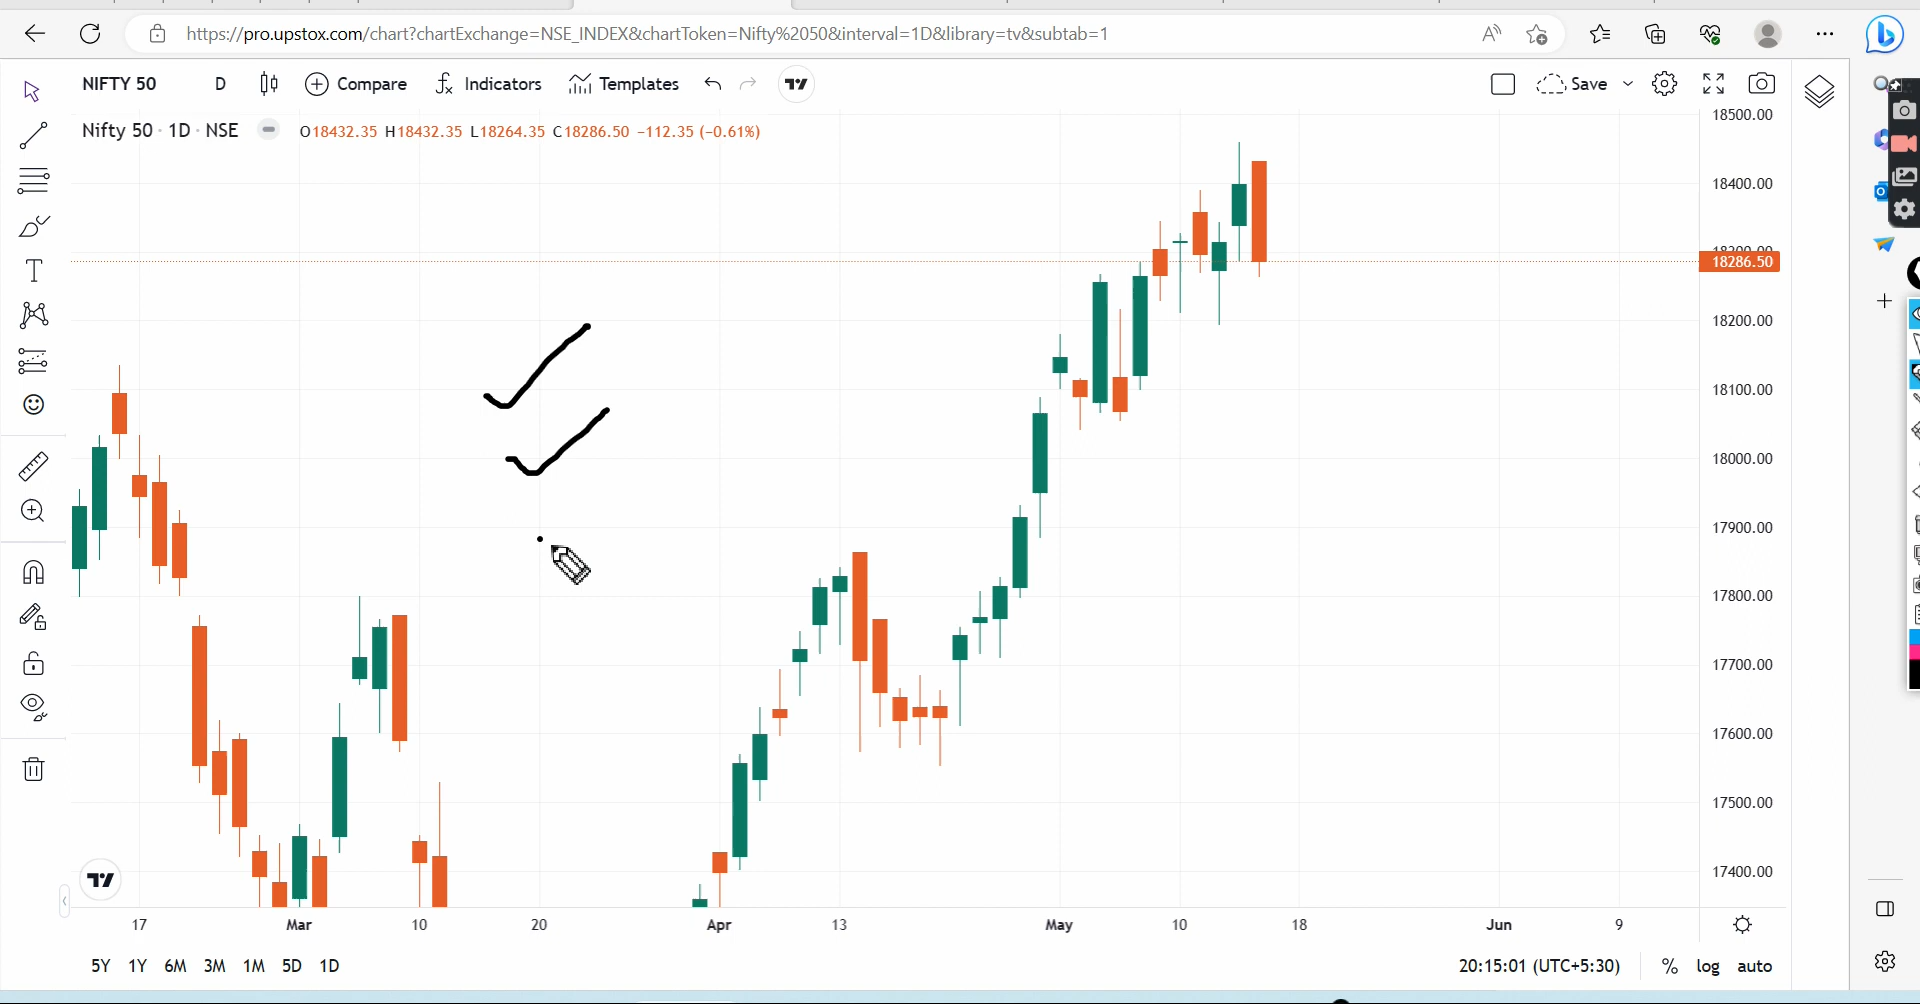 https://pro.upstox.com/chart?chartExchange=NSE_INDEX&chartToken=Nifty%2050&interval=1D&library=tv&subtab=1
NIFTY 50 D Compare Indicators Templates Save
Nifty 50 · 1D · NSE O18432.35 H18432.35 L18264.35 C18286.50 −112.35 (−0.61%)
18500.00
18400.00
18300.00
18286.50
18200.00
18100.00
18000.00
17900.00
17800.00
17700.00
17600.00
17500.00
17400.00
17 Mar 10 20 Apr 13 May 10 18 Jun 9
5Y 1Y 6M 3M 1M 5D 1D 20:15:01 (UTC+5:30) % log auto